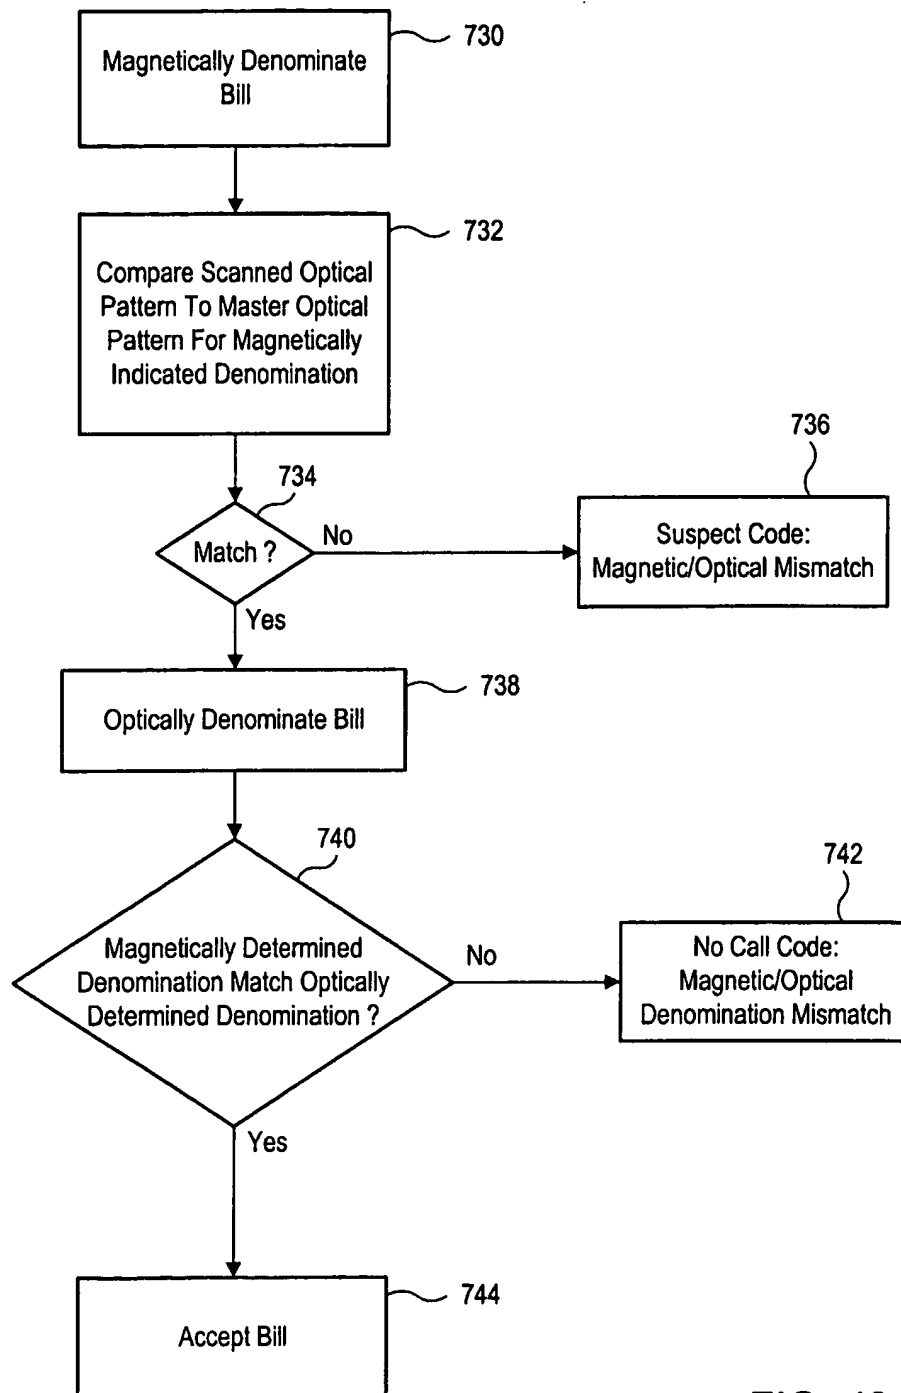 730
Magnetically Denominate
Bill
732
Compare Scanned Optical
Pattern To Master Optical
Pattern For Magnetically
Indicated Denomination
734
Match ?
No
736
Suspect Code:
Magnetic/Optical Mismatch
Yes
738
Optically Denominate Bill
740
Magnetically Determined
Denomination Match Optically
Determined Denomination ?
No
742
No Call Code:
Magnetic/Optical
Denomination Mismatch
Yes
744
Accept Bill